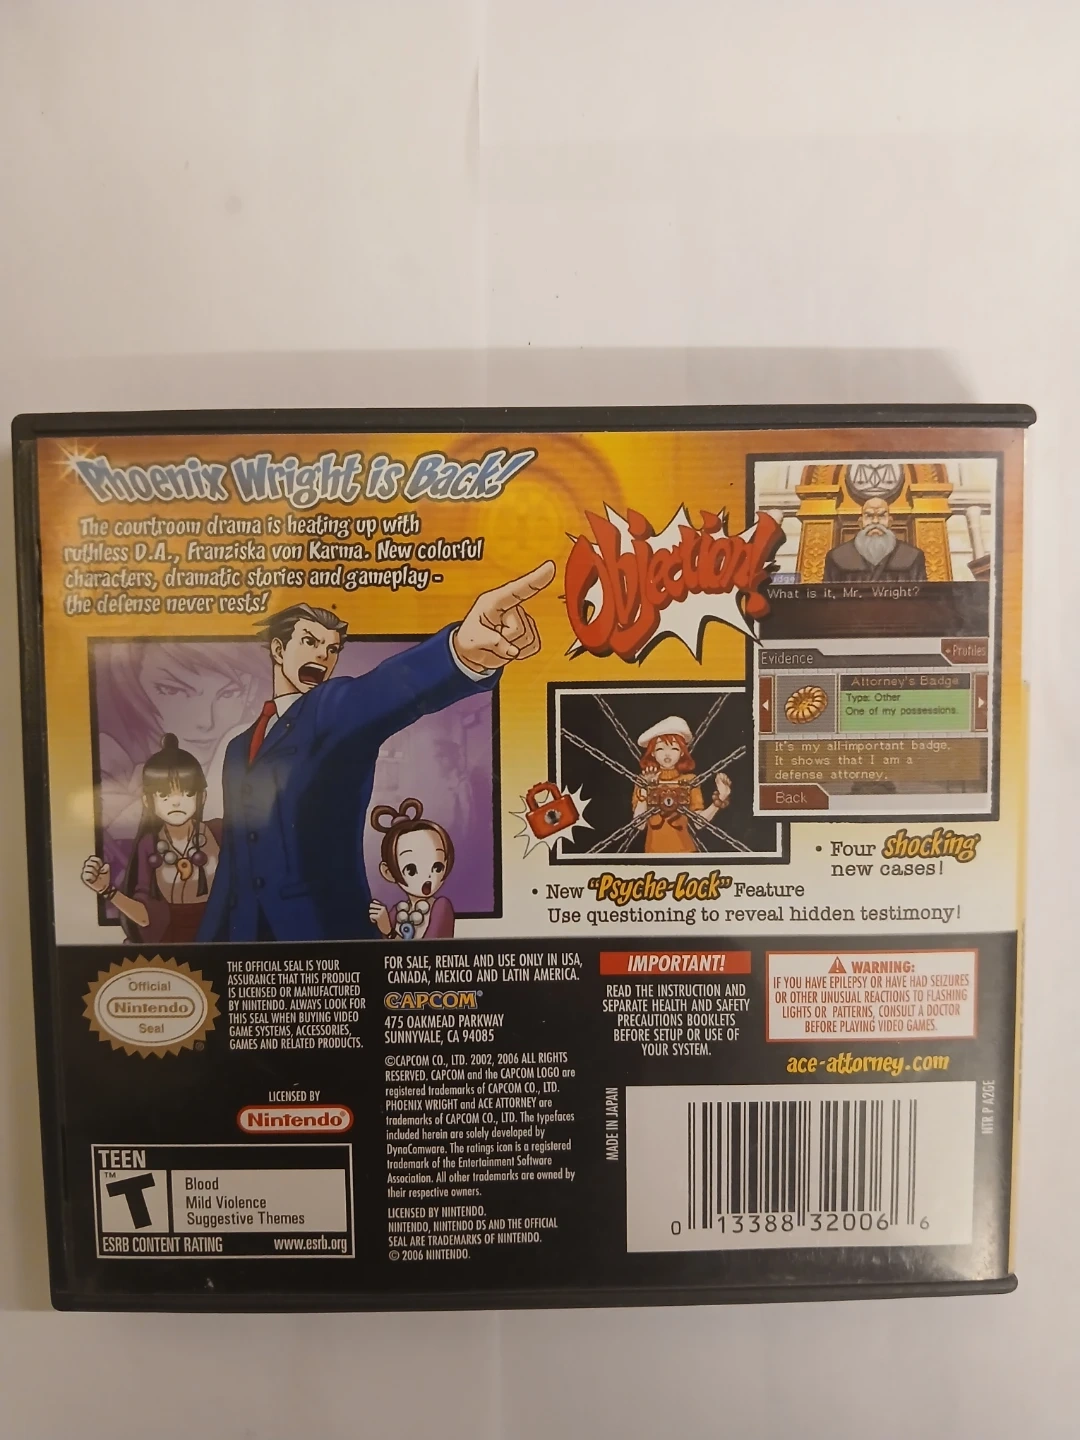 Phoenix Wright is Back!
The courtroom drama is heating up with
ruthless D.A., Franziska von Karma. New colorful
characters, dramatic stories and gameplay -
the defense never rests!
Objection!
What is it, Mr. Wright?
Evidence
Profiles
Attorney's Badge
Type: Other
One of my possessions.
It's my all-important badge.
It shows that I am a
defense attorney.
Back
• Four shocking
new cases!
• New "Psyche-Lock" Feature
Use questioning to reveal hidden testimony!
Official
Nintendo
Seal
THE OFFICIAL SEAL IS YOUR
ASSURANCE THAT THIS PRODUCT
IS LICENSED OR MANUFACTURED
BY NINTENDO. ALWAYS LOOK FOR
THIS SEAL WHEN BUYING VIDEO
GAME SYSTEMS, ACCESSORIES,
GAMES AND RELATED PRODUCTS.
LICENSED BY
Nintendo®
TEEN
T™
Blood
Mild Violence
Suggestive Themes
ESRB CONTENT RATING www.esrb.org
FOR SALE, RENTAL AND USE ONLY IN USA,
CANADA, MEXICO AND LATIN AMERICA.
CAPCOM®
475 OAKMEAD PARKWAY
SUNNYVALE, CA 94085
©CAPCOM CO., LTD. 2002, 2006 ALL RIGHTS
RESERVED. CAPCOM and the CAPCOM LOGO are
registered trademarks of CAPCOM CO., LTD.
PHOENIX WRIGHT and ACE ATTORNEY are
trademarks of CAPCOM CO., LTD. The typefaces
included herein are solely developed by
DynaComware. The ratings icon is a registered
trademark of the Entertainment Software
Association. All other trademarks are owned by
their respective owners.
LICENSED BY NINTENDO.
NINTENDO, NINTENDO DS AND THE OFFICIAL
SEAL ARE TRADEMARKS OF NINTENDO.
© 2006 NINTENDO.
IMPORTANT!
READ THE INSTRUCTION AND
SEPARATE HEALTH AND SAFETY
PRECAUTIONS BOOKLETS
BEFORE SETUP OR USE OF
YOUR SYSTEM.
WARNING:
IF YOU HAVE EPILEPSY OR HAVE HAD SEIZURES
OR OTHER UNUSUAL REACTIONS TO FLASHING
LIGHTS OR PATTERNS, CONSULT A DOCTOR
BEFORE PLAYING VIDEO GAMES.
ace-attorney.com
MADE IN JAPAN
0 13388 32006 6
NTR P A2GE